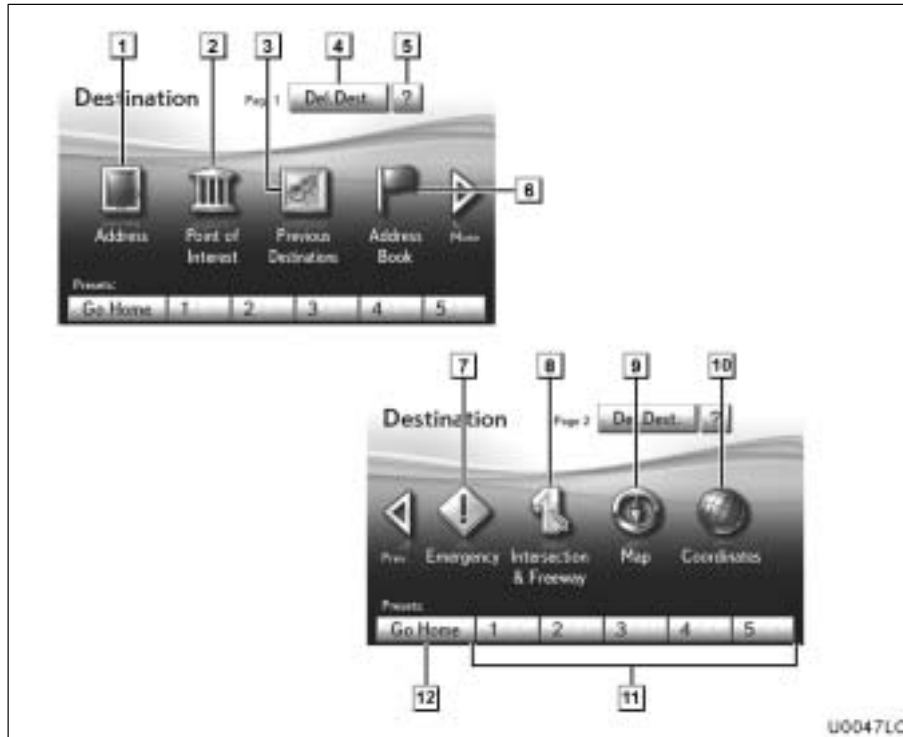 1 2 3 4 5
Destination Page 1 Del. Dest. ?
6
Address Point of Interest Previous Destinations Address Book More
Presets:
Go Home 1 2 3 4 5
7 8 9 10
Destination Page 2 Del. Dest. ?
Prev. Emergency Intersection & Freeway Map Coordinates
Presets:
Go Home 1 2 3 4 5
12 11
U0047LC